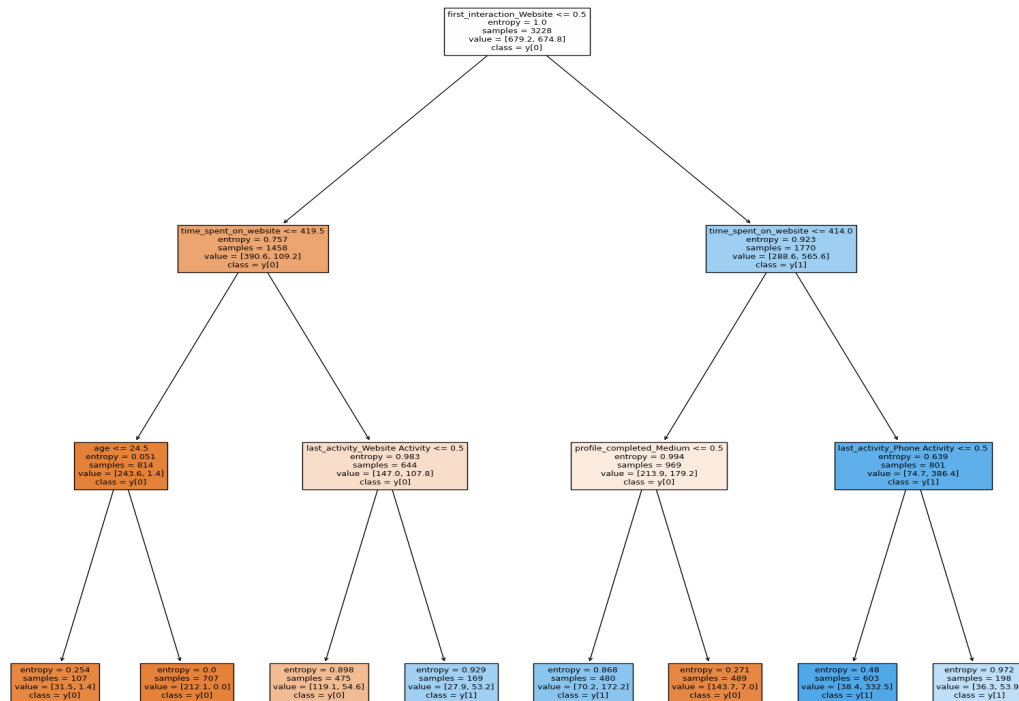 first_interaction_Website <= 0.5
entropy = 1.0
samples = 3228
value = [679.2, 674.8]
class = y[0]
time_spent_on_website <= 419.5
entropy = 0.757
samples = 1458
value = [390.6, 109.2]
class = y[0]
time_spent_on_website <= 414.0
entropy = 0.923
samples = 1770
value = [288.6, 565.6]
class = y[1]
age <= 24.5
entropy = 0.051
samples = 814
value = [243.6, 1.4]
class = y[0]
last_activity_Website Activity <= 0.5
entropy = 0.983
samples = 644
value = [147.0, 107.8]
class = y[0]
profile_completed_Medium <= 0.5
entropy = 0.994
samples = 969
value = [213.9, 179.2]
class = y[0]
last_activity_Phone Activity <= 0.5
entropy = 0.639
samples = 801
value = [74.7, 386.4]
class = y[1]
entropy = 0.254
samples = 107
value = [31.5, 1.4]
class = y[0]
entropy = 0.0
samples = 707
value = [212.1, 0.0]
class = y[0]
entropy = 0.898
samples = 475
value = [119.1, 54.6]
class = y[0]
entropy = 0.929
samples = 169
value = [27.9, 53.2]
class = y[1]
entropy = 0.868
samples = 480
value = [70.2, 172.2]
class = y[1]
entropy = 0.271
samples = 489
value = [143.7, 7.0]
class = y[0]
entropy = 0.48
samples = 603
value = [38.4, 332.5]
class = y[1]
entropy = 0.972
samples = 198
value = [36.3, 53.9]
class = y[1]